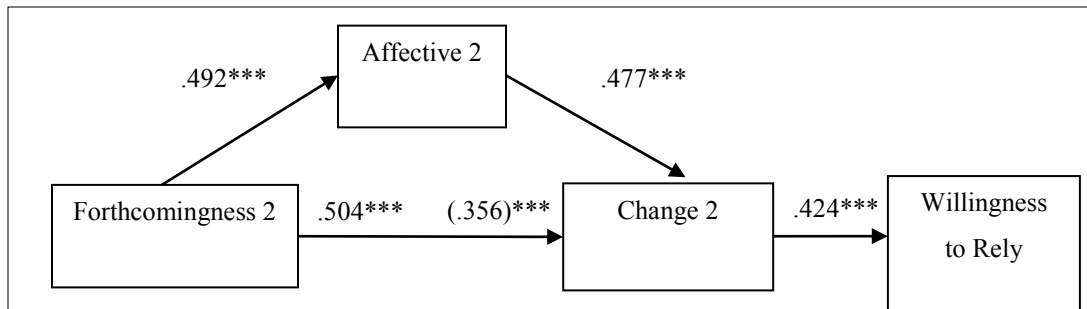 Affective 2
.492***
.477***
Forthcomingness 2
.504***
(.356)***
Change 2
.424***
Willingness
to Rely